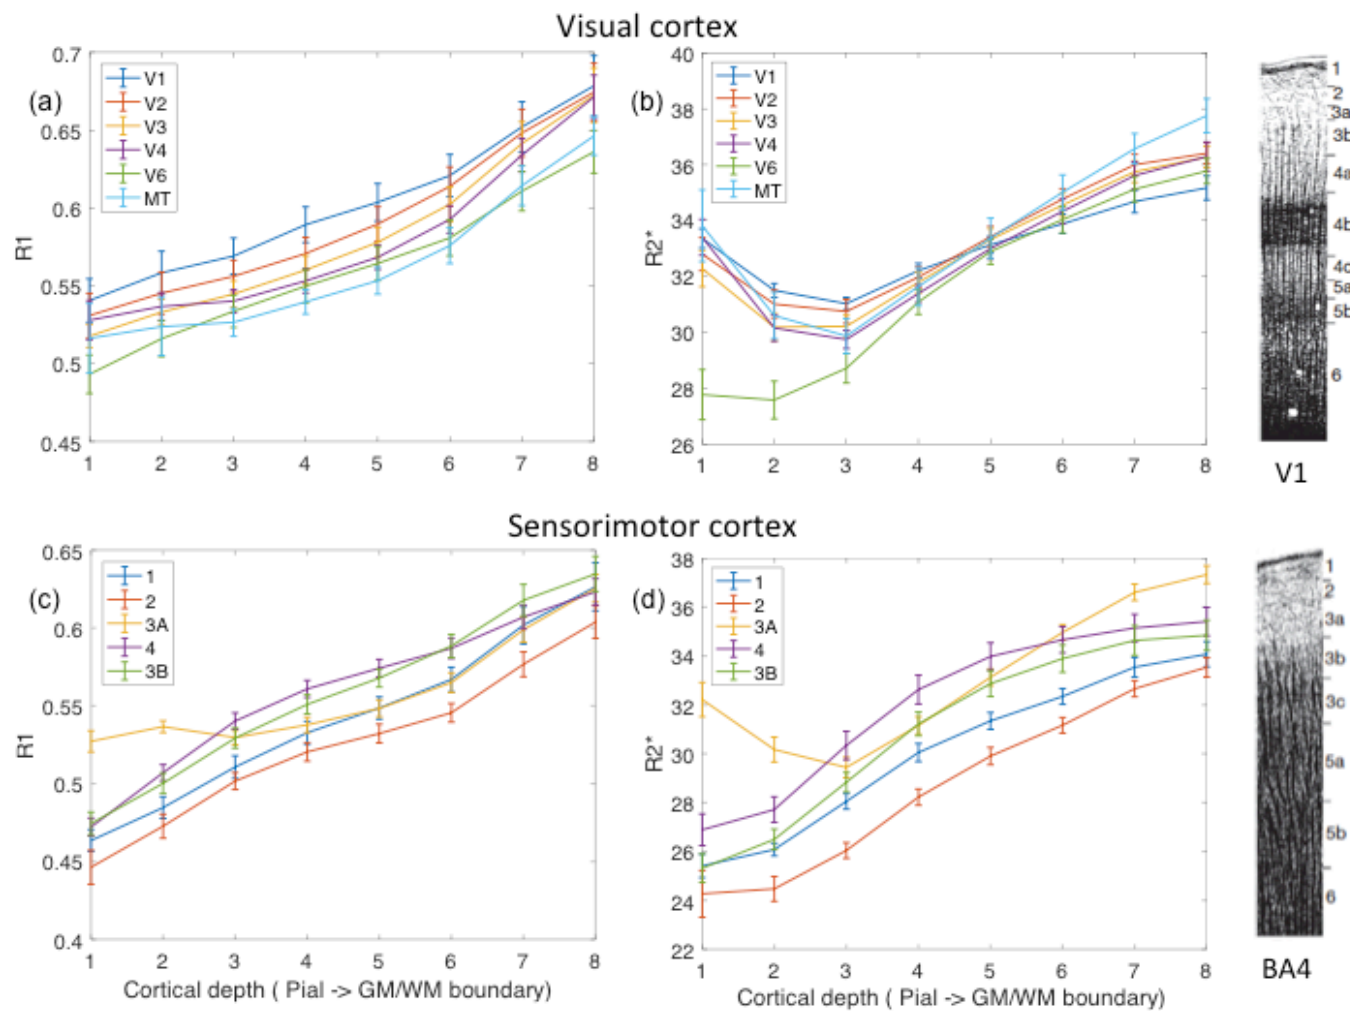 Visual cortex
(a)
R1
0.7
0.65
0.6
0.55
0.5
0.45
V1
V2
V3
V4
V6
MT
1 2 3 4 5 6 7 8
(b)
R2*
40
38
36
34
32
30
28
26
V1
V2
V3
V4
V6
MT
1 2 3 4 5 6 7 8
1
2
3a
3b
4a
4b
4c
5a
5b
6
V1
Sensorimotor cortex
(c)
R1
0.65
0.6
0.55
0.5
0.45
0.4
1
2
3A
4
3B
1 2 3 4 5 6 7 8
Cortical depth ( Pial -> GM/WM boundary)
(d)
R2*
38
36
34
32
30
28
26
24
22
1
2
3A
4
3B
1 2 3 4 5 6 7 8
Cortical depth ( Pial -> GM/WM boundary)
1
2
3a
3b
3c
5a
5b
6
BA4